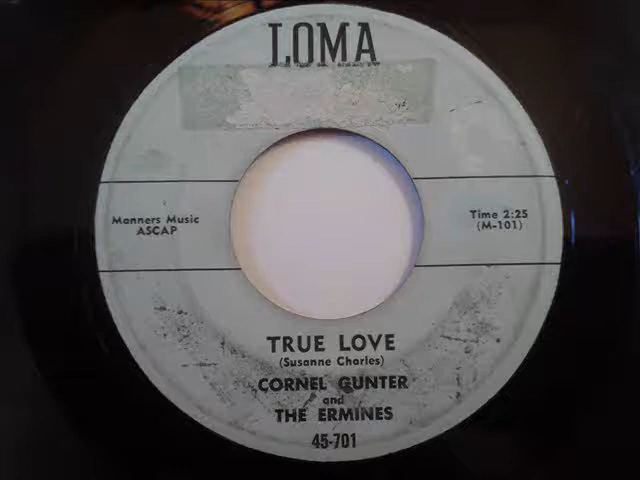 LOMA
Manners Music
ASCAP
Time 2:25
(M-101)
TRUE LOVE
(Susanne Charles)
CORNEL GUNTER
and
THE ERMINES
45-701